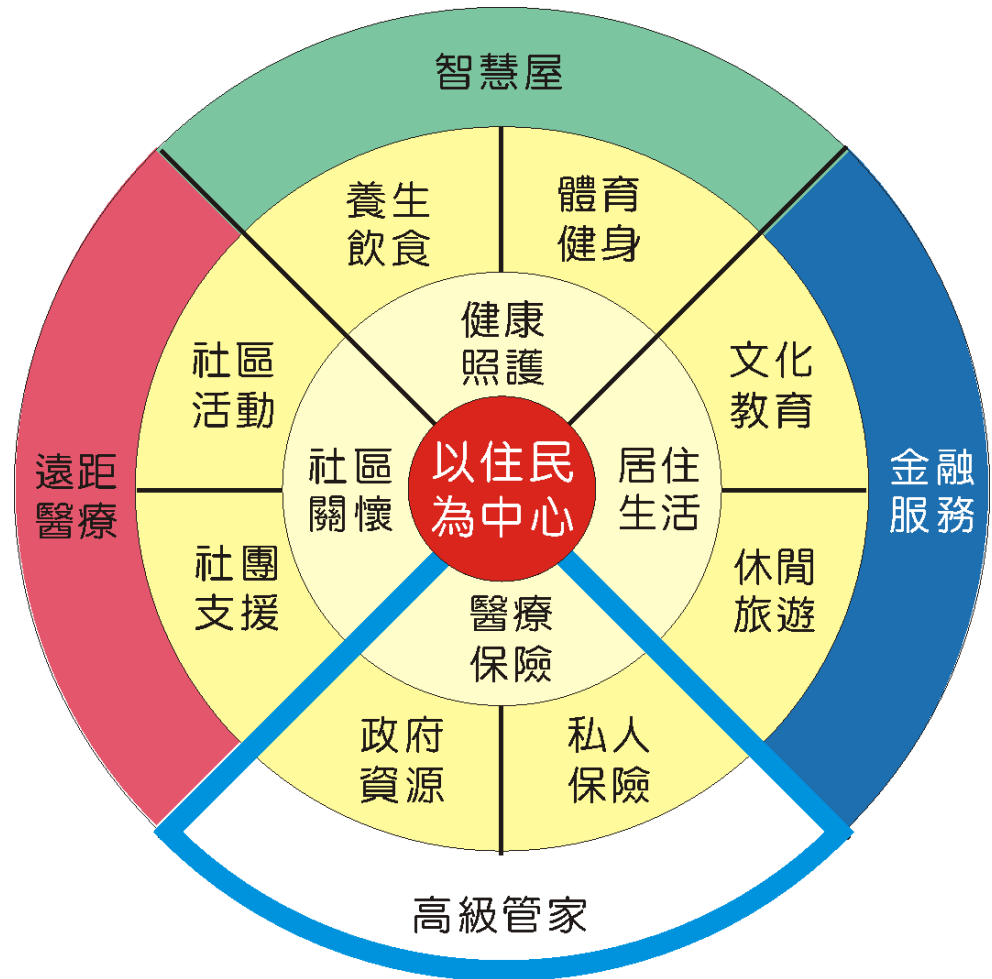 智慧屋
養生
飲食
體育
健身
健康
照護
社區
活動
文化
教育
遠距
醫療
社區
關懷
以住民
為中心
居住
生活
金融
服務
社團
支援
醫療
保險
休閒
旅遊
政府
資源
私人
保險
高級管家